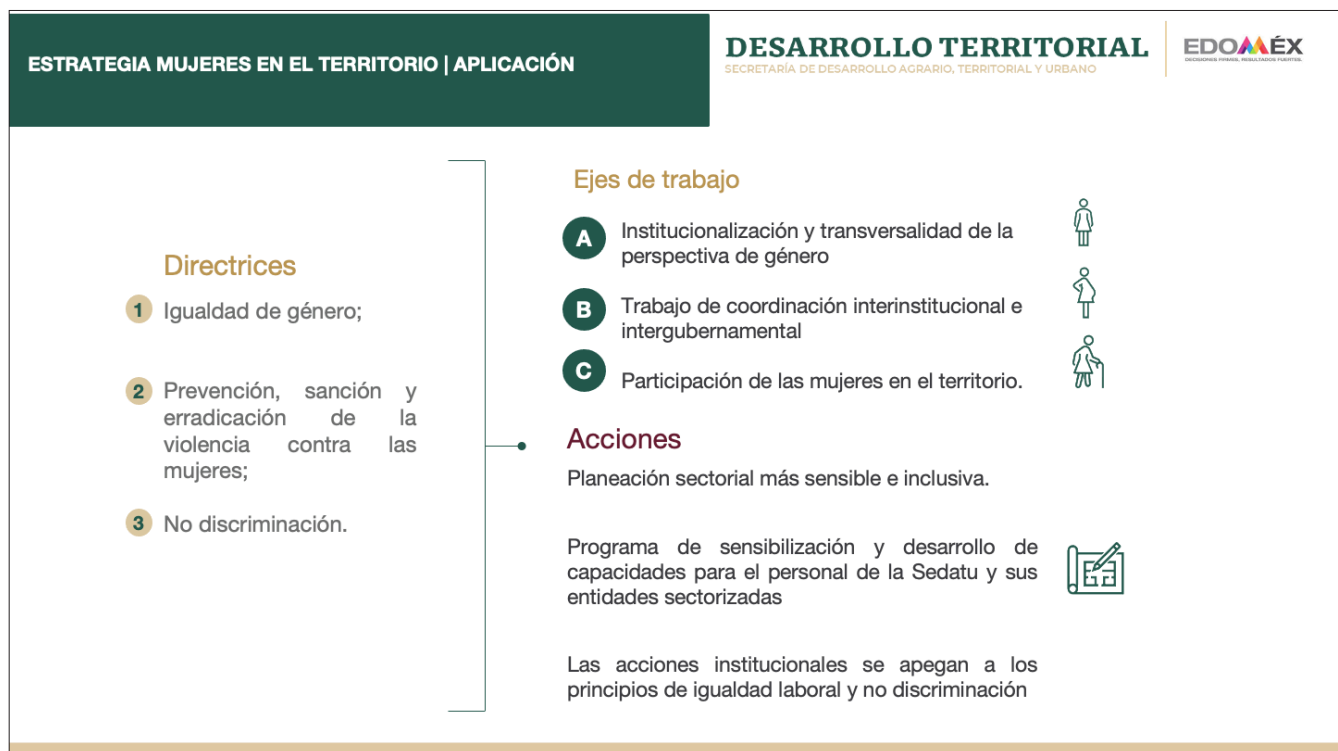 ESTRATEGIA MUJERES EN EL TERRITORIO | APLICACIÓN
DESARROLLO TERRITORIAL
SECRETARÍA DE DESARROLLO AGRARIO, TERRITORIAL Y URBANO
EDOMÉX
DECISIONES FIRMES, RESULTADOS FUERTES.
Directrices
1 Igualdad de género;
2 Prevención, sanción y
erradicación de la
violencia contra las
mujeres;
3 No discriminación.
Ejes de trabajo
A Institucionalización y transversalidad de la
perspectiva de género
B Trabajo de coordinación interinstitucional e
intergubernamental
C Participación de las mujeres en el territorio.
Acciones
Planeación sectorial más sensible e inclusiva.
Programa de sensibilización y desarrollo de
capacidades para el personal de la Sedatu y sus
entidades sectorizadas
Las acciones institucionales se apegan a los
principios de igualdad laboral y no discriminación